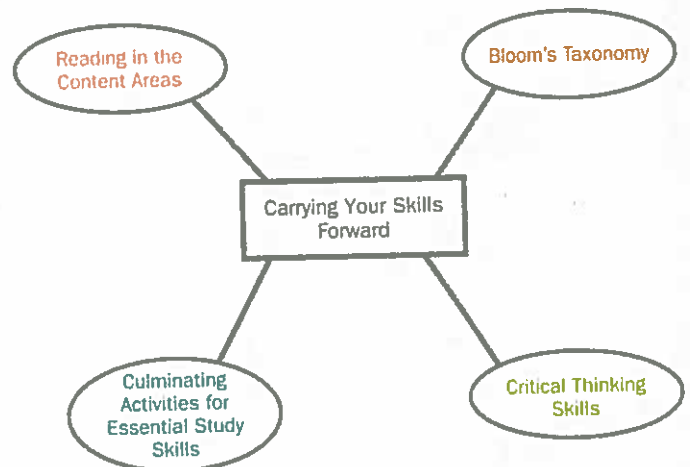 Reading in the
Content Areas
Bloom's Taxonomy
Carrying Your Skills
Forward
Culminating
Activities for
Essential Study
Skills
Critical Thinking
Skills